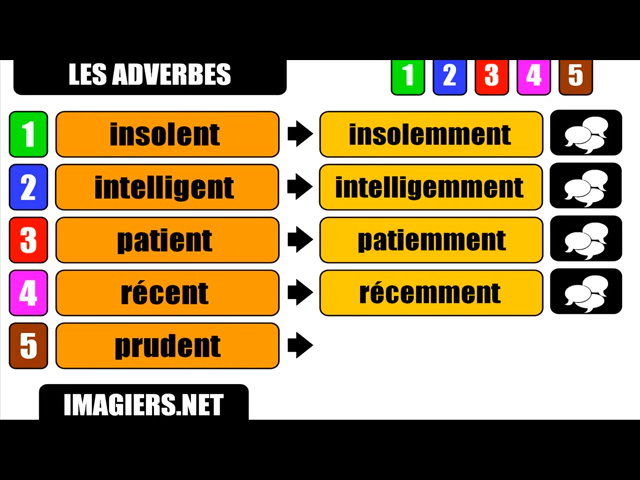 LES ADVERBES
1 2 3 4 5
1 insolent insolemment
2 intelligent intelligemment
3 patient patiemment
4 récent récemment
5 prudent
IMAGIERS.NET